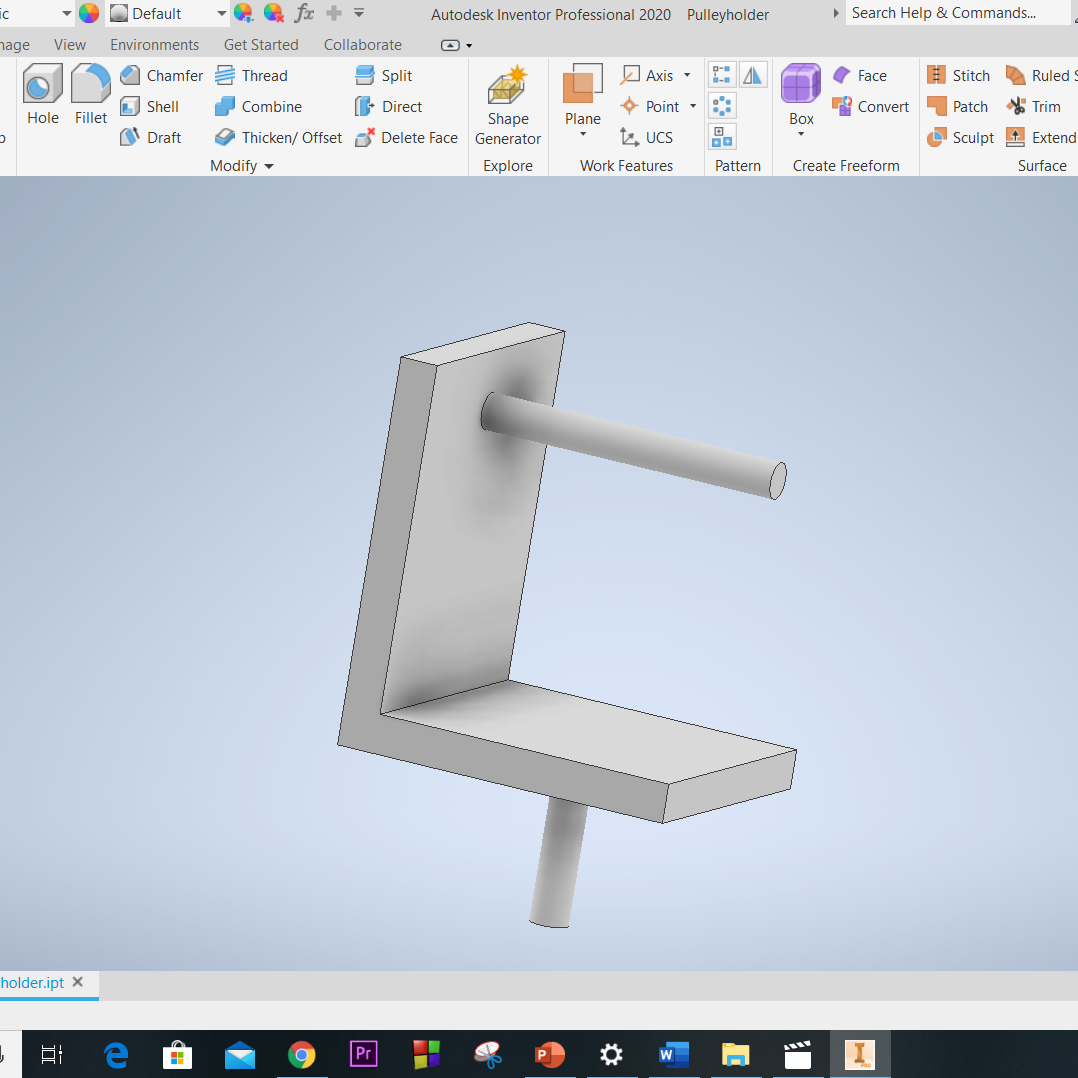 ic Default fx Autodesk Inventor Professional 2020 Pulleyholder Search Help & Commands...
nage View Environments Get Started Collaborate
Chamfer Thread Split Axis Face Stitch Ruled S
Shell Combine Direct Point Convert Patch Trim
Hole Fillet Shape Plane Box
p Draft Thicken/ Offset Delete Face Generator UCS Sculpt Extend
Modify Explore Work Features Pattern Create Freeform Surface
holder.ipt
Pr P W I
PRO